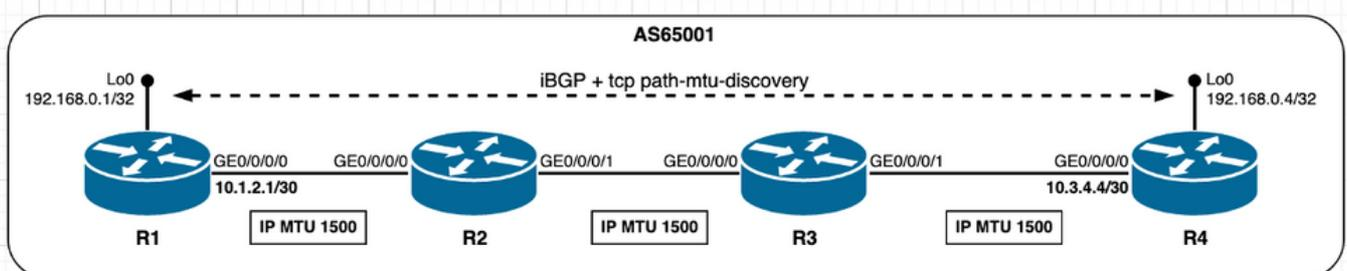 AS65001
iBGP + tcp path-mtu-discovery
Lo0
192.168.0.1/32
Lo0
192.168.0.4/32
GE0/0/0/0
GE0/0/0/0
GE0/0/0/1
GE0/0/0/0
GE0/0/0/1
GE0/0/0/0
10.1.2.1/30
10.3.4.4/30
IP MTU 1500
IP MTU 1500
IP MTU 1500
R1
R2
R3
R4